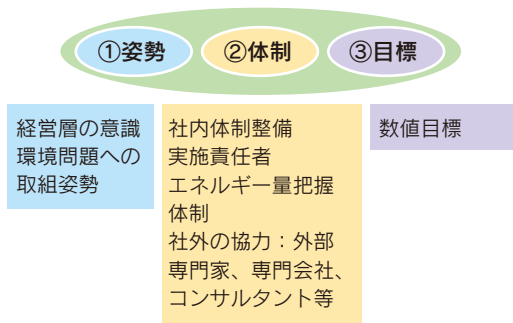 ①姿勢
②体制
③目標
経営層の意識
環境問題への
取組姿勢
社内体制整備
実施責任者
エネルギー量把握
体制
社外の協力：外部
専門家、専門会社、
コンサルタント等
数値目標